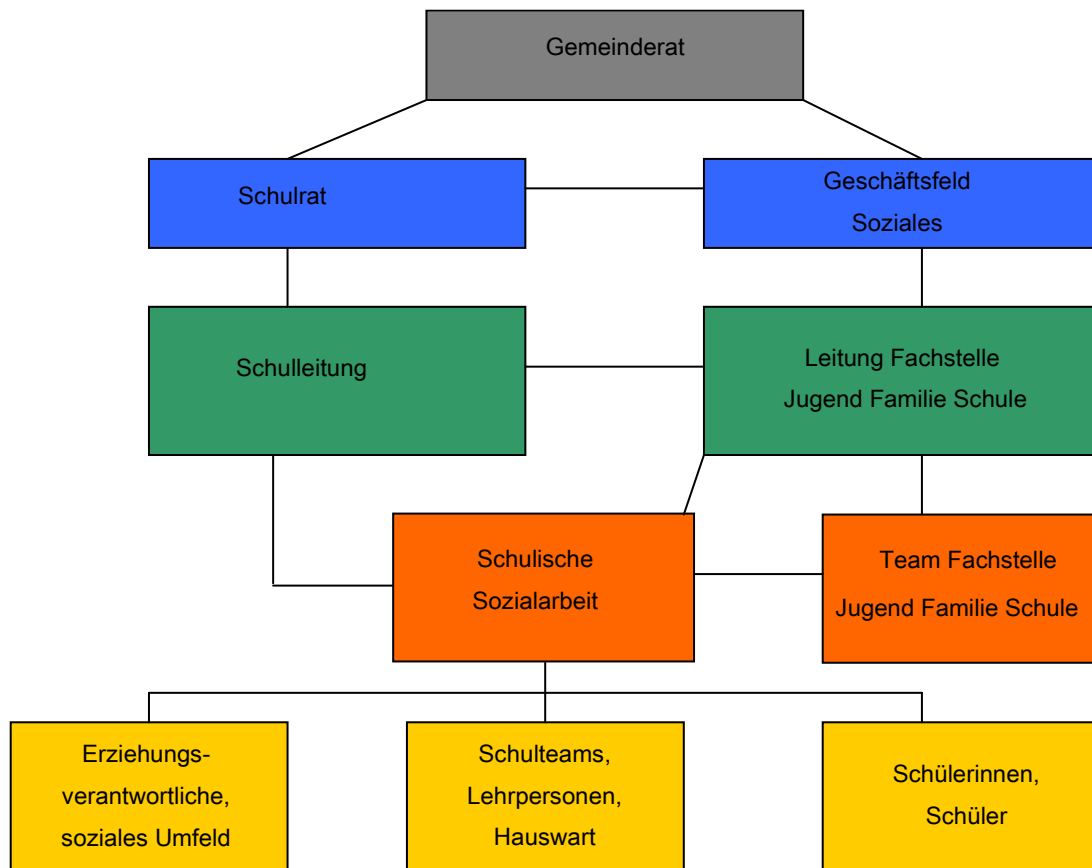 Gemeinderat
Schulrat
Geschäftsfeld
Soziales
Schulleitung
Leitung Fachstelle
Jugend Familie Schule
Schulische
Sozialarbeit
Team Fachstelle
Jugend Familie Schule
Erziehungs-
verantwortliche,
soziales Umfeld
Schulteams,
Lehrpersonen,
Hauswart
Schülerinnen,
Schüler